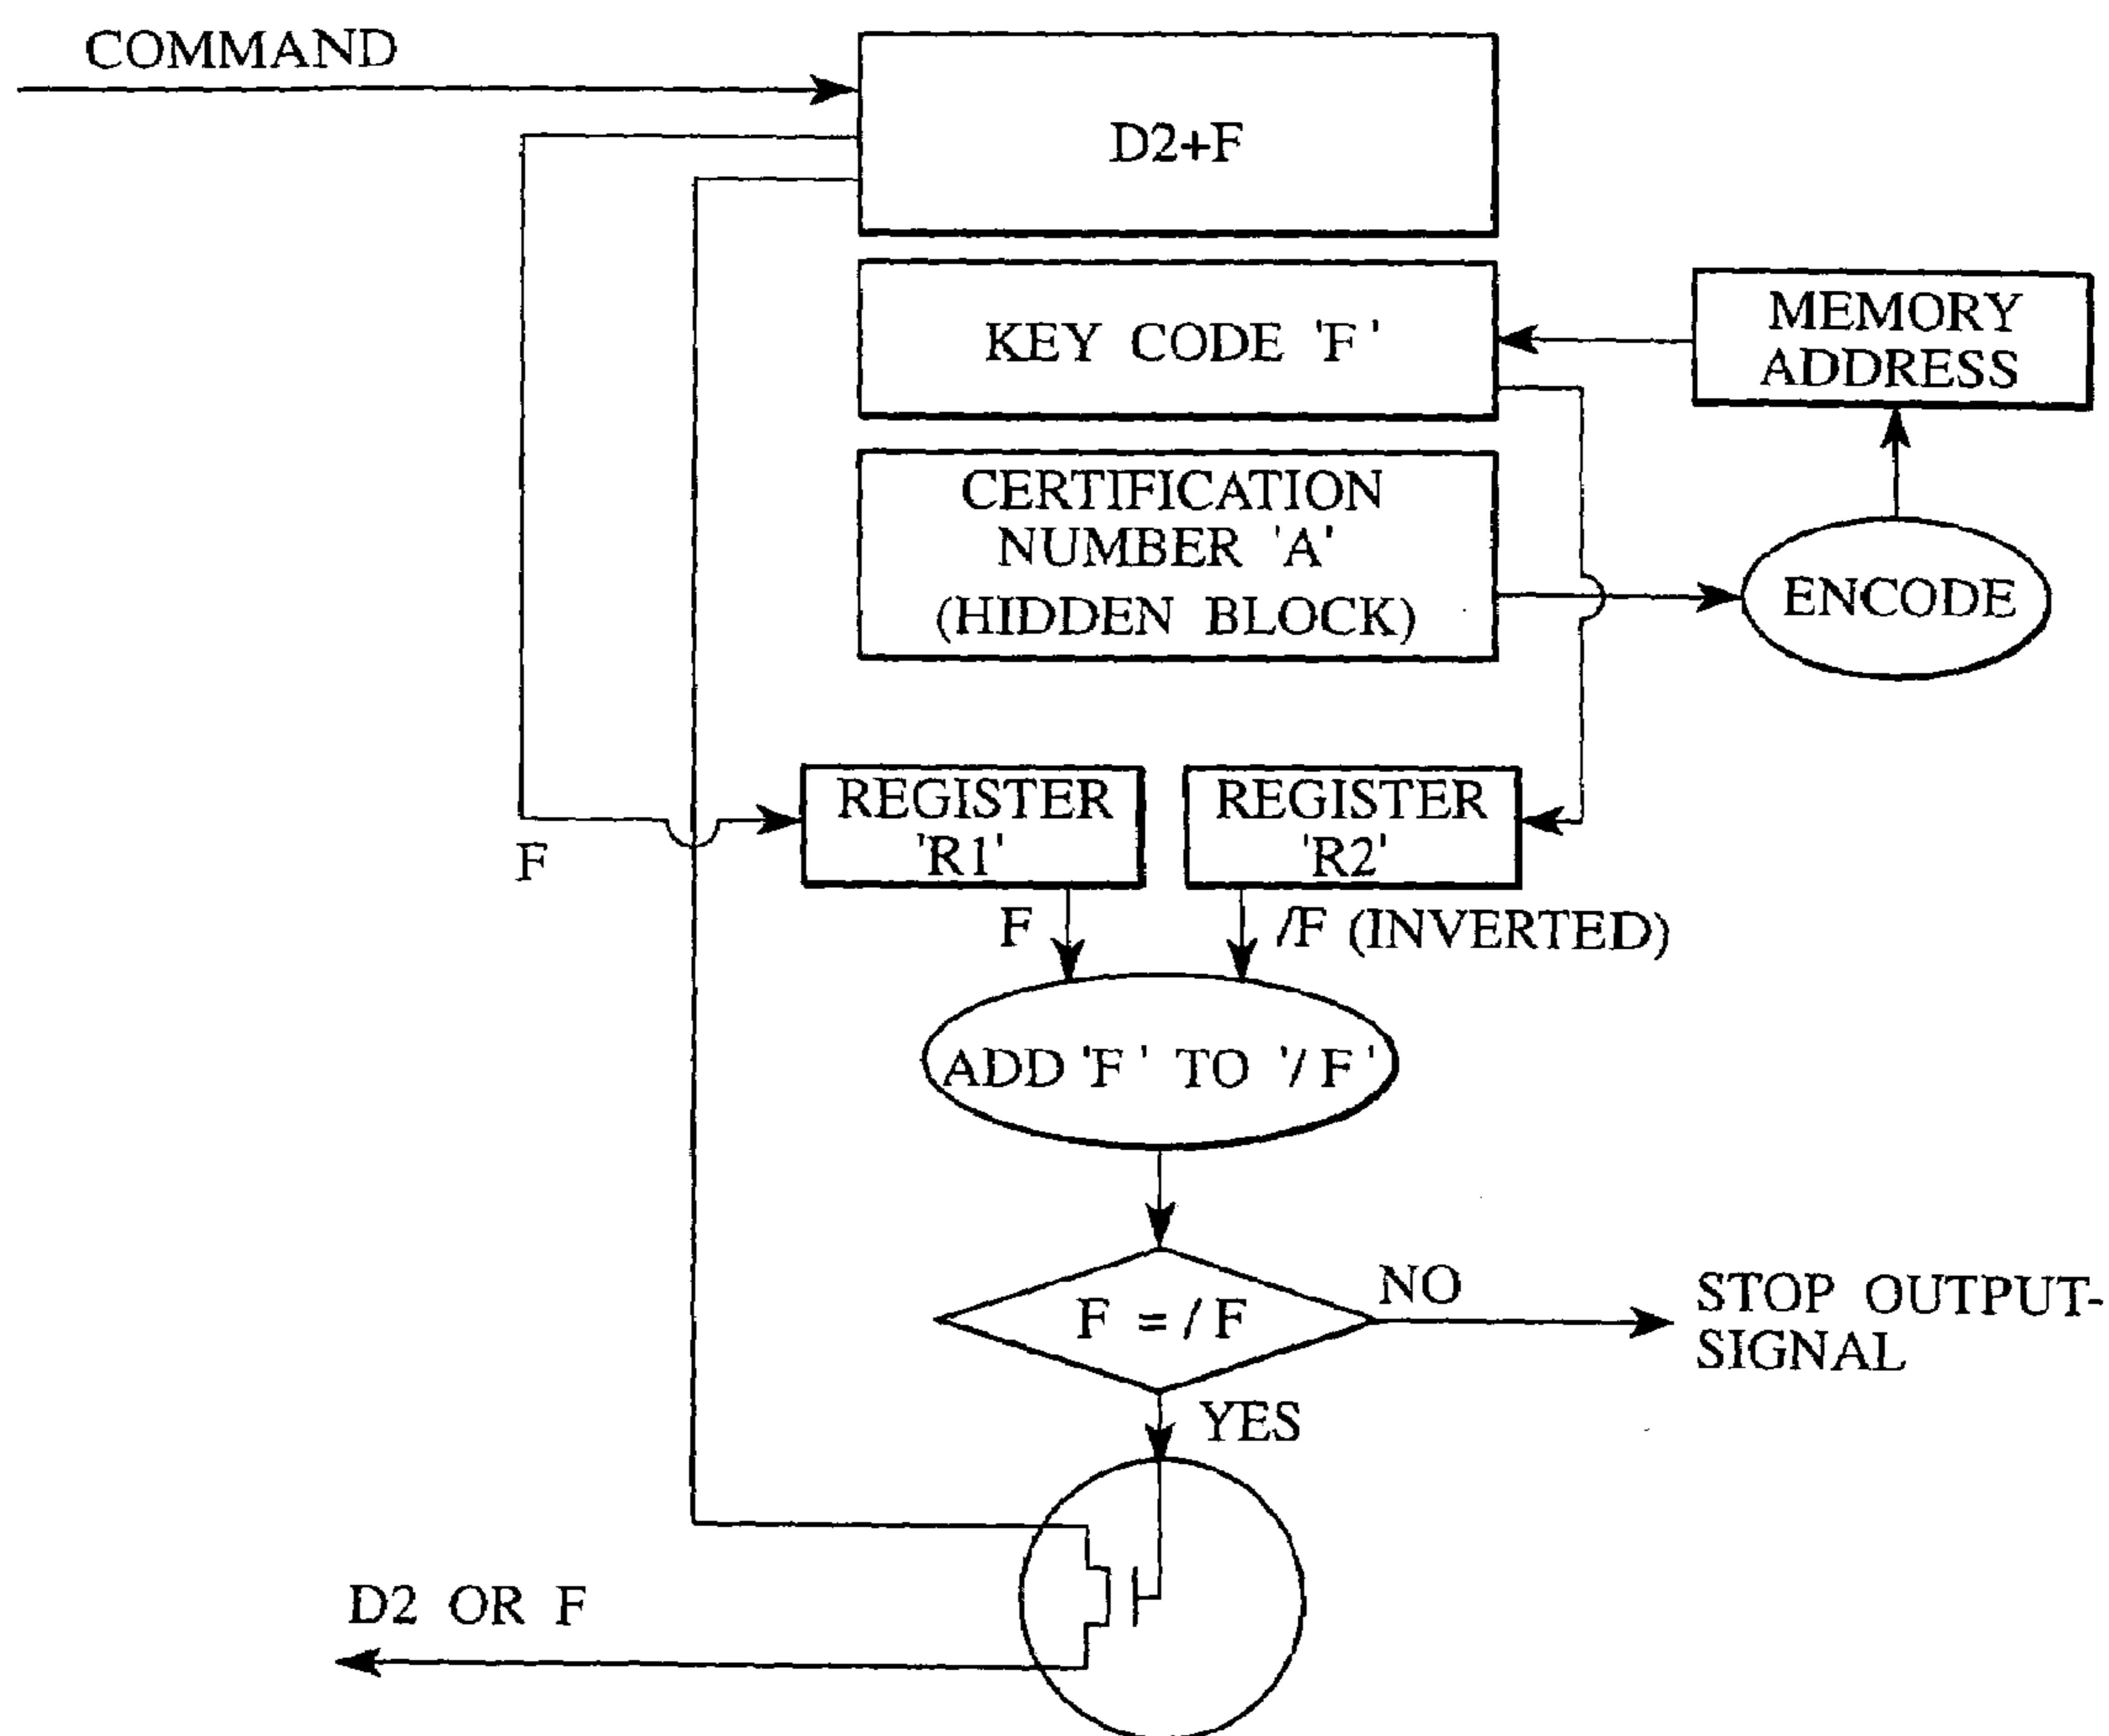 COMMAND
D2+F
KEY CODE 'F'
MEMORY
ADDRESS
CERTIFICATION
NUMBER 'A'
(HIDDEN BLOCK)
ENCODE
REGISTER
'R1'
REGISTER
'R2'
F
F
/F (INVERTED)
ADD 'F' TO '/F'
F =/F
NO
STOP OUTPUT-
SIGNAL
YES
D2 OR F